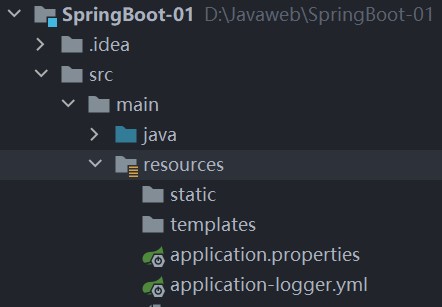 SpringBoot-01 D:\Javaweb\SpringBoot-01
.idea
src
main
java
resources
static
templates
application.properties
application-logger.yml